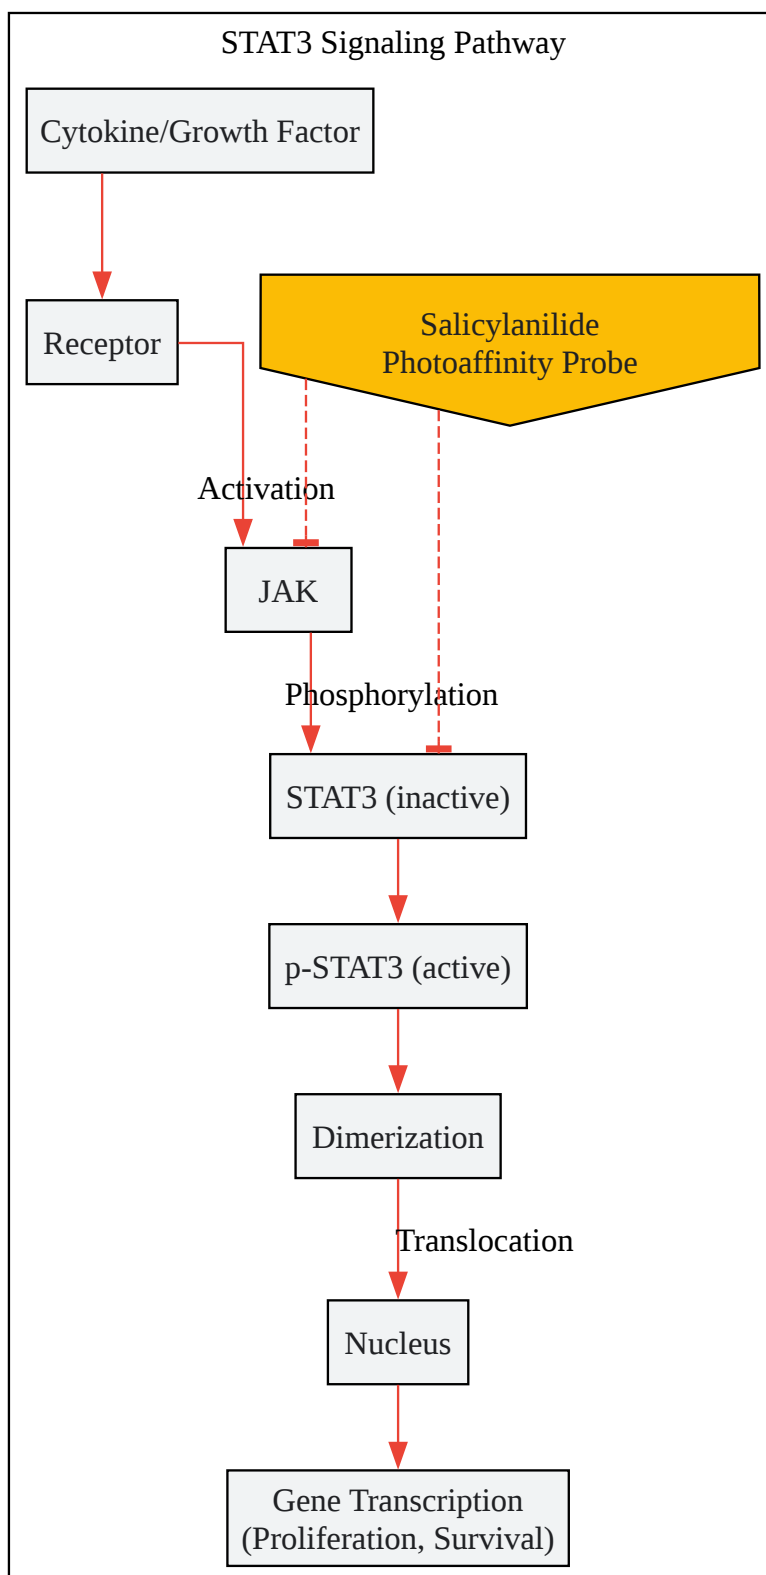 STAT3 Signaling Pathway
Cytokine/Growth Factor
Receptor
Salicylanilide
Photoaffinity Probe
Activation
JAK
Phosphorylation
STAT3 (inactive)
p-STAT3 (active)
Dimerization
Translocation
Nucleus
Gene Transcription
(Proliferation, Survival)